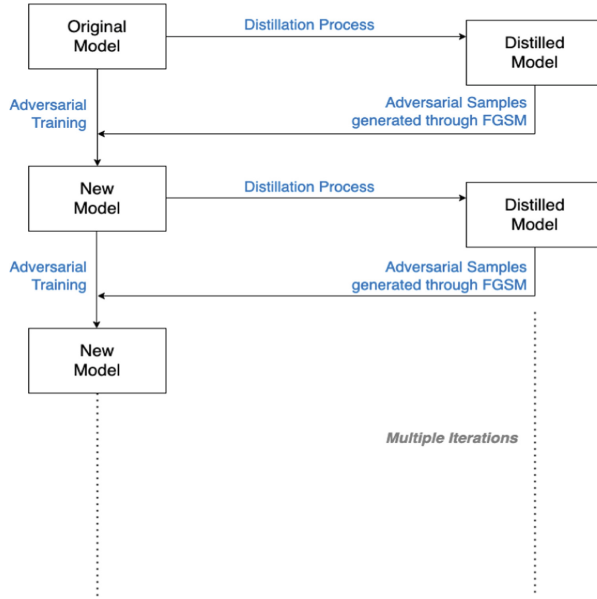 Original
Model
Distillation Process
Distilled
Model
Adversarial
Training
Adversarial Samples
generated through FGSM
New
Model
Distillation Process
Distilled
Model
Adversarial
Training
Adversarial Samples
generated through FGSM
New
Model
Multiple Iterations